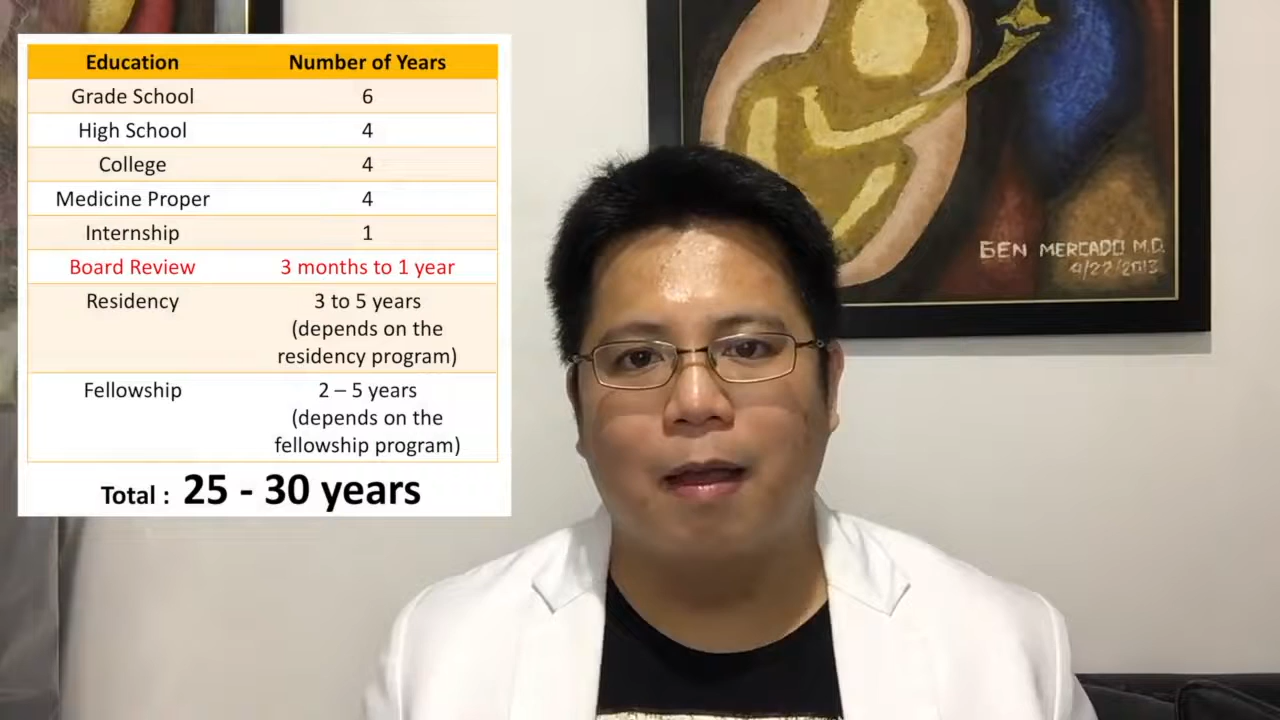 Education Number of Years
Grade School 6
High School 4
College 4
Medicine Proper 4
Internship 1
Board Review 3 months to 1 year
Residency 3 to 5 years
(depends on the
residency program)
Fellowship 2 – 5 years
(depends on the
fellowship program)
Total : 25 - 30 years
BEN MERCADO M.D.
4/22/2013